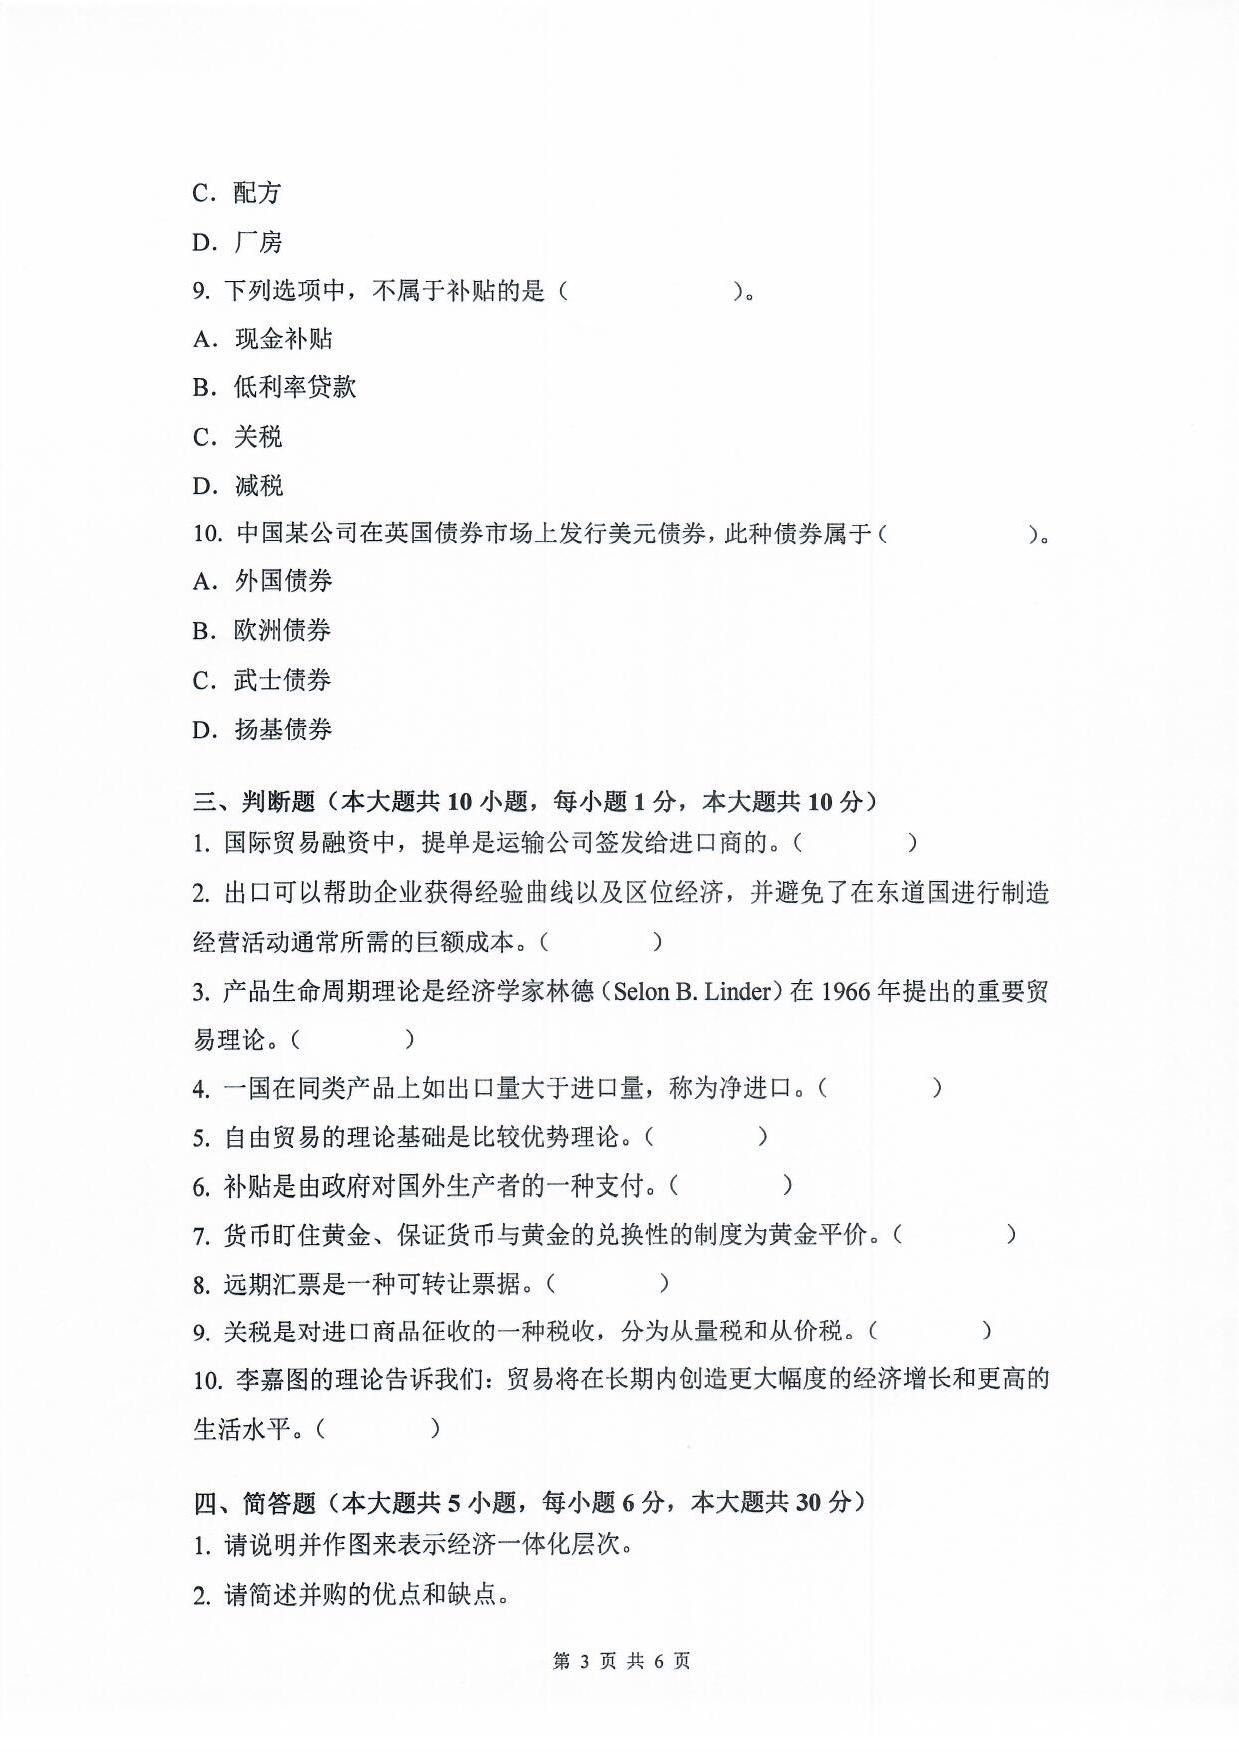 C. 配方
D. 厂房
9. 下列选项中，不属于补贴的是（ ）。
A. 现金补贴
B. 低利率贷款
C. 关税
D. 减税
10. 中国某公司在英国债券市场上发行美元债券，此种债券属于（ ）。
A. 外国债券
B. 欧洲债券
C. 武士债券
D. 扬基债券
三、判断题（本大题共 10 小题，每小题 1 分，本大题共 10 分）
1. 国际贸易融资中，提单是运输公司签发给进口商的。（ ）
2. 出口可以帮助企业获得经验曲线以及区位经济，并避免了在东道国进行制造
经营活动通常所需的巨额成本。（ ）
3. 产品生命周期理论是经济学家林德（Selon B. Linder）在 1966 年提出的重要贸
易理论。（ ）
4. 一国在同类产品上如出口量大于进口量，称为净进口。（ ）
5. 自由贸易的理论基础是比较优势理论。（ ）
6. 补贴是由政府对国外生产者的一种支付。（ ）
7. 货币盯住黄金、保证货币与黄金的兑换性的制度为黄金平价。（ ）
8. 远期汇票是一种可转让票据。（ ）
9. 关税是对进口商品征收的一种税收，分为从量税和从价税。（ ）
10. 李嘉图的理论告诉我们：贸易将在长期内创造更大幅度的经济增长和更高的
生活水平。（ ）
四、简答题（本大题共 5 小题，每小题 6 分，本大题共 30 分）
1. 请说明并作图来表示经济一体化层次。
2. 请简述并购的优点和缺点。
第 3 页 共 6 页